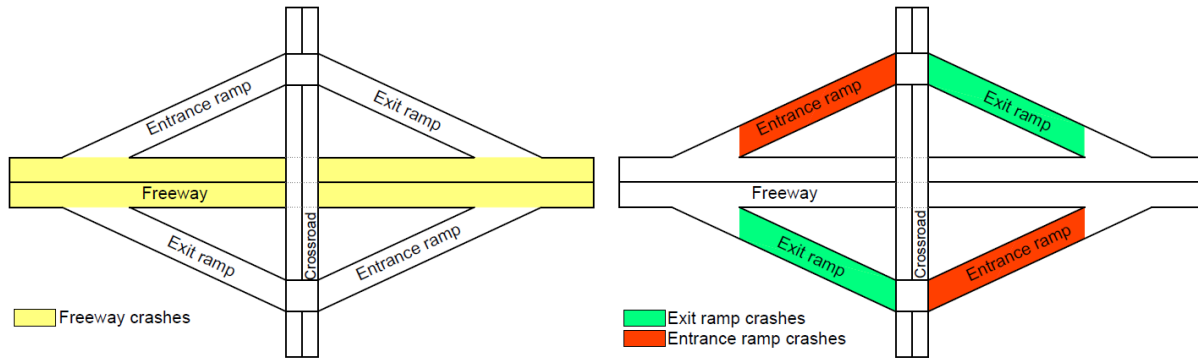 Entrance ramp
Exit ramp
Freeway
Crossroad
Exit ramp
Entrance ramp
Freeway crashes
Entrance ramp
Exit ramp
Freeway
Crossroad
Exit ramp
Entrance ramp
Exit ramp crashes
Entrance ramp crashes